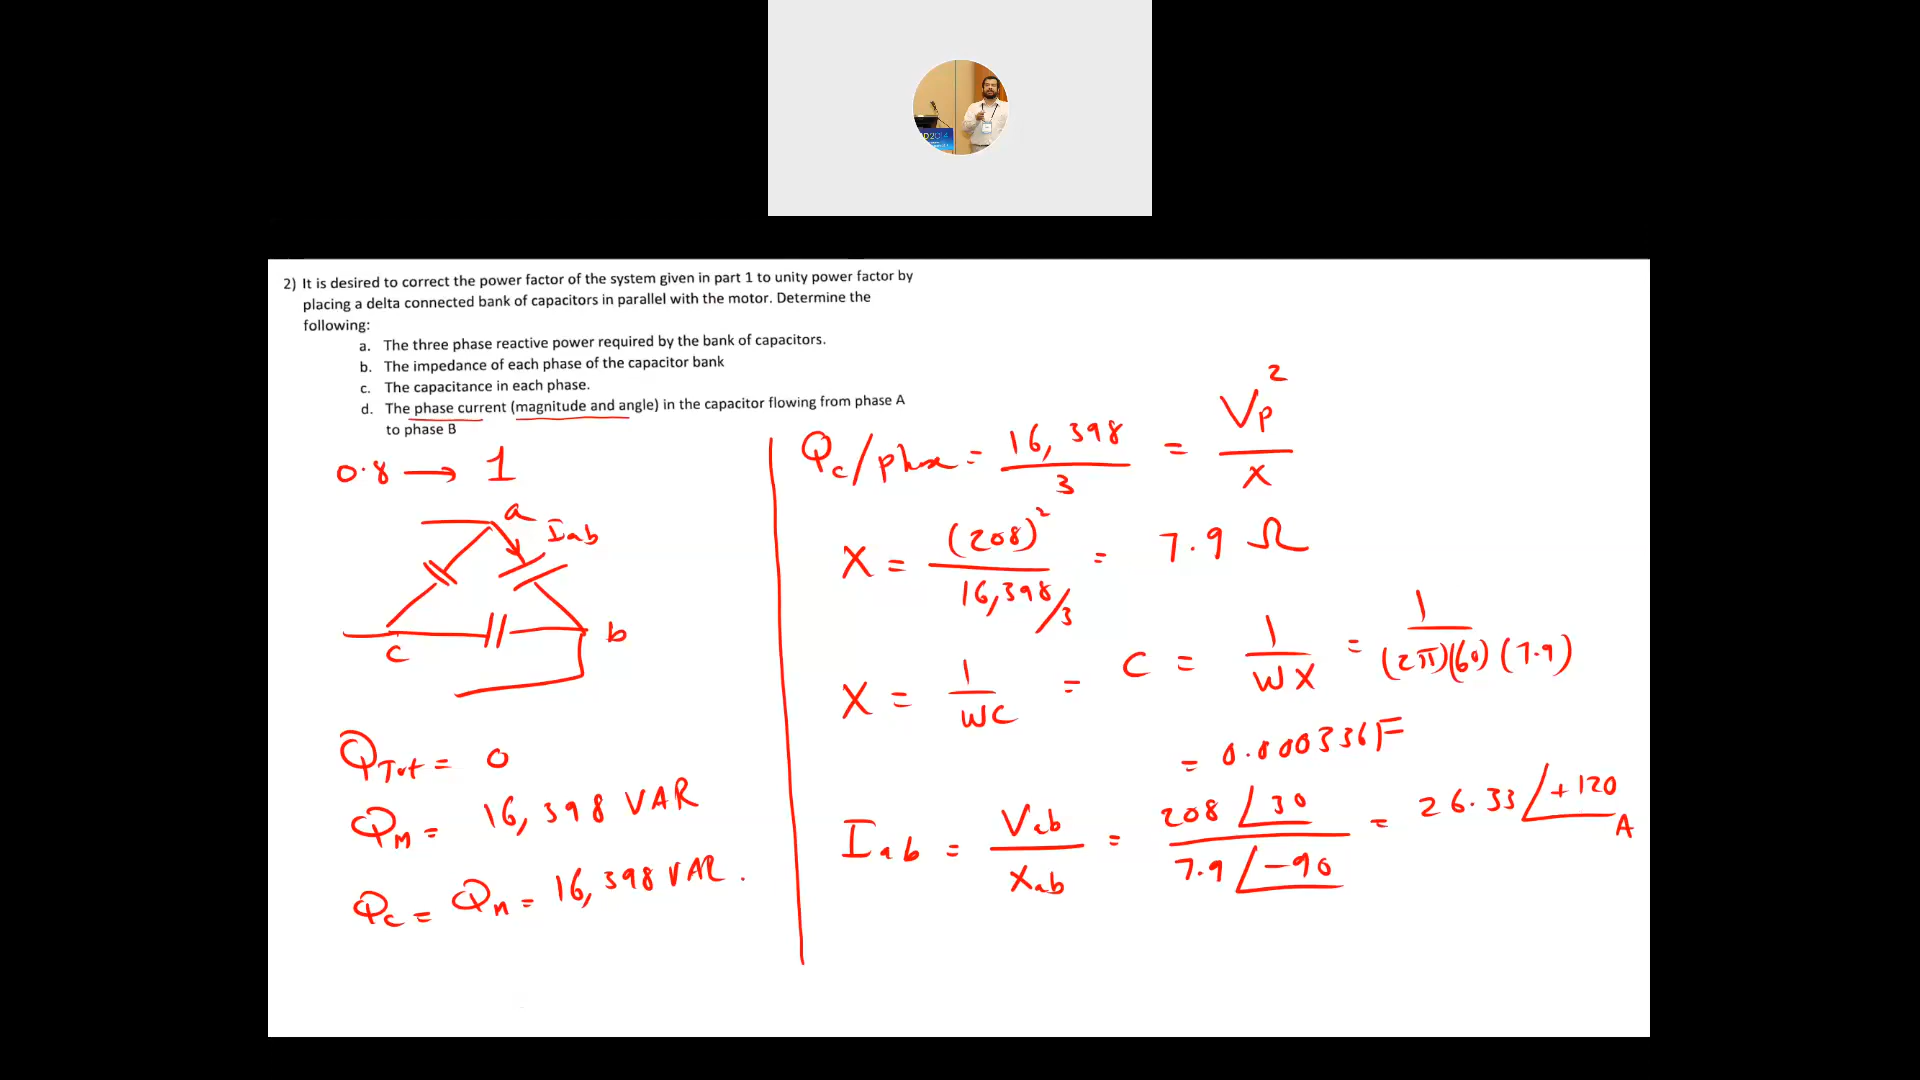 D2014
2) It is desired to correct the power factor of the system given in part 1 to unity power factor by
placing a delta connected bank of capacitors in parallel with the motor. Determine the
following:
a. The three phase reactive power required by the bank of capacitors.
b. The impedance of each phase of the capacitor bank
c. The capacitance in each phase.
d. The phase current (magnitude and angle) in the capacitor flowing from phase A
to phase B
0.8 → 1
a
Iab
c
b
QTot = 0
QM = 16,398 VAR
Qc = QM = 16,398 VAR.
Qc/phase = 16,398/3 = Vp²/X
X = (208)²/(16,398/3) = 7.9 Ω
X = 1/WC = C = 1/WX = 1/(2π)(60)(7.9)
= 0.000336F
Iab = Vab/Xab = 208∠30/7.9∠-90 = 26.33∠+120 A